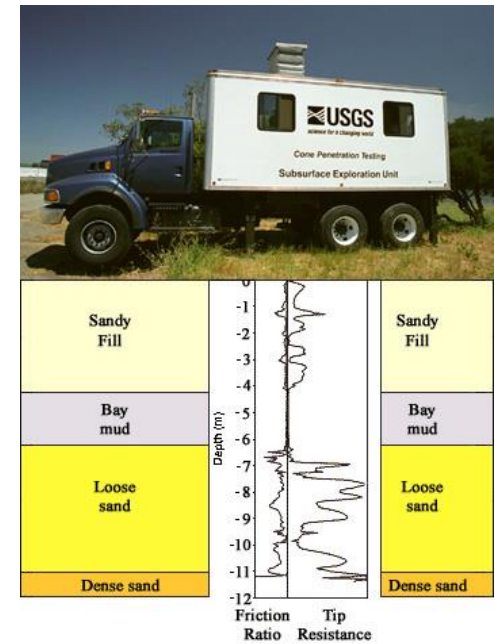 USGS
science for a changing world
Cone Penetration Testing
Subsurface Exploration Unit
Sandy
Fill
Bay
mud
Loose
sand
Dense sand
Depth (m)
0
-1
-2
-3
-4
-5
-6
-7
-8
-9
-10
-11
-12
Friction
Ratio
Tip
Resistance
Sandy
Fill
Bay
mud
Loose
sand
Dense sand